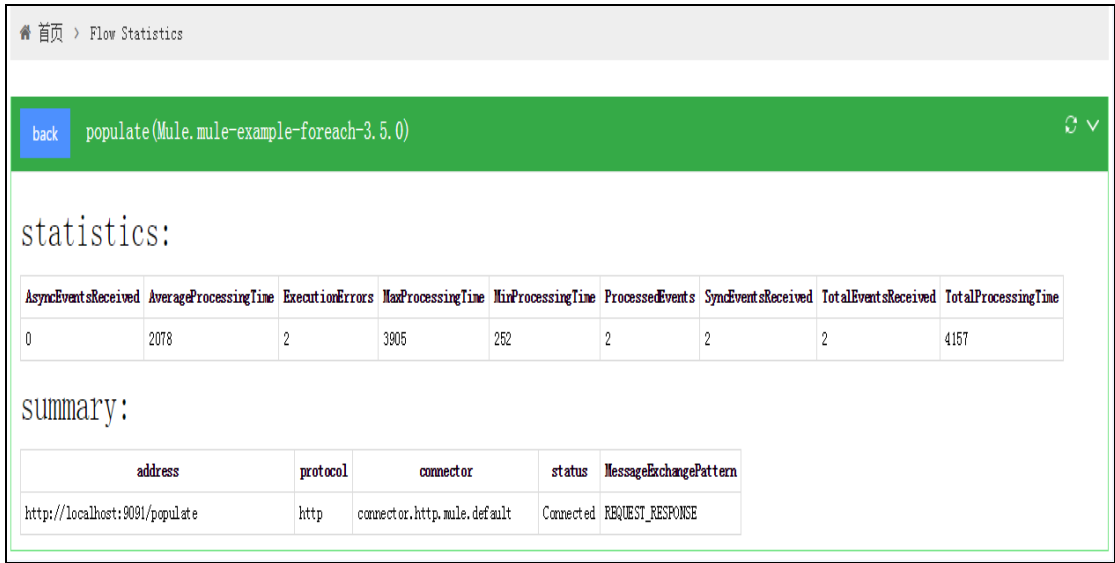 首页 > Flow Statistics
back populate(Mule.mule-example-foreach-3.5.0)
statistics:
AsyncEventsReceived AverageProcessingTime ExecutionErrors MaxProcessingTime MinProcessingTime ProcessedEvents SyncEventsReceived TotalEventsReceived TotalProcessingTime
0 2078 2 3905 252 2 2 2 4157
summary:
address protocol connector status MessageExchangePattern
http://localhost:9091/populate http connector.http.mule.default Connected REQUEST_RESPONSE